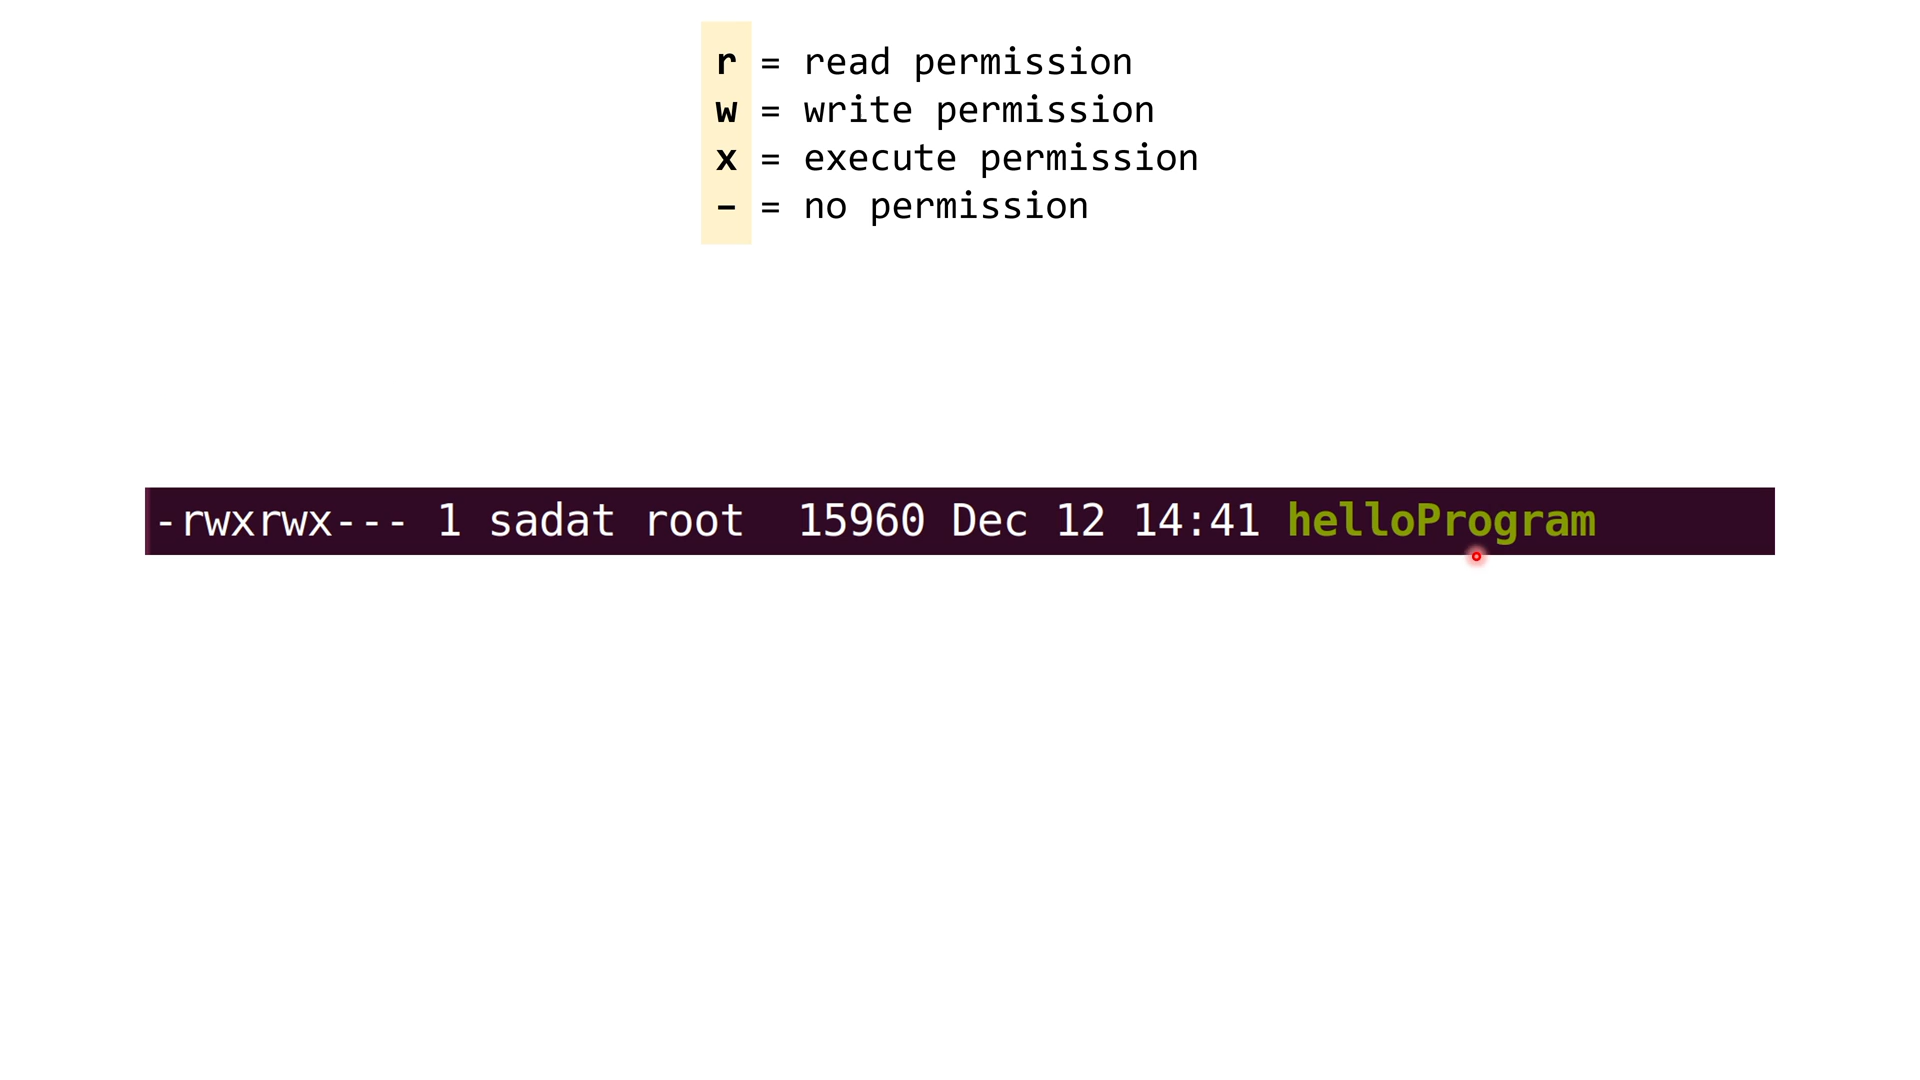 r = read permission
w = write permission
x = execute permission
- = no permission
-rwxrwx--- 1 sadat root  15960 Dec 12 14:41 helloProgram